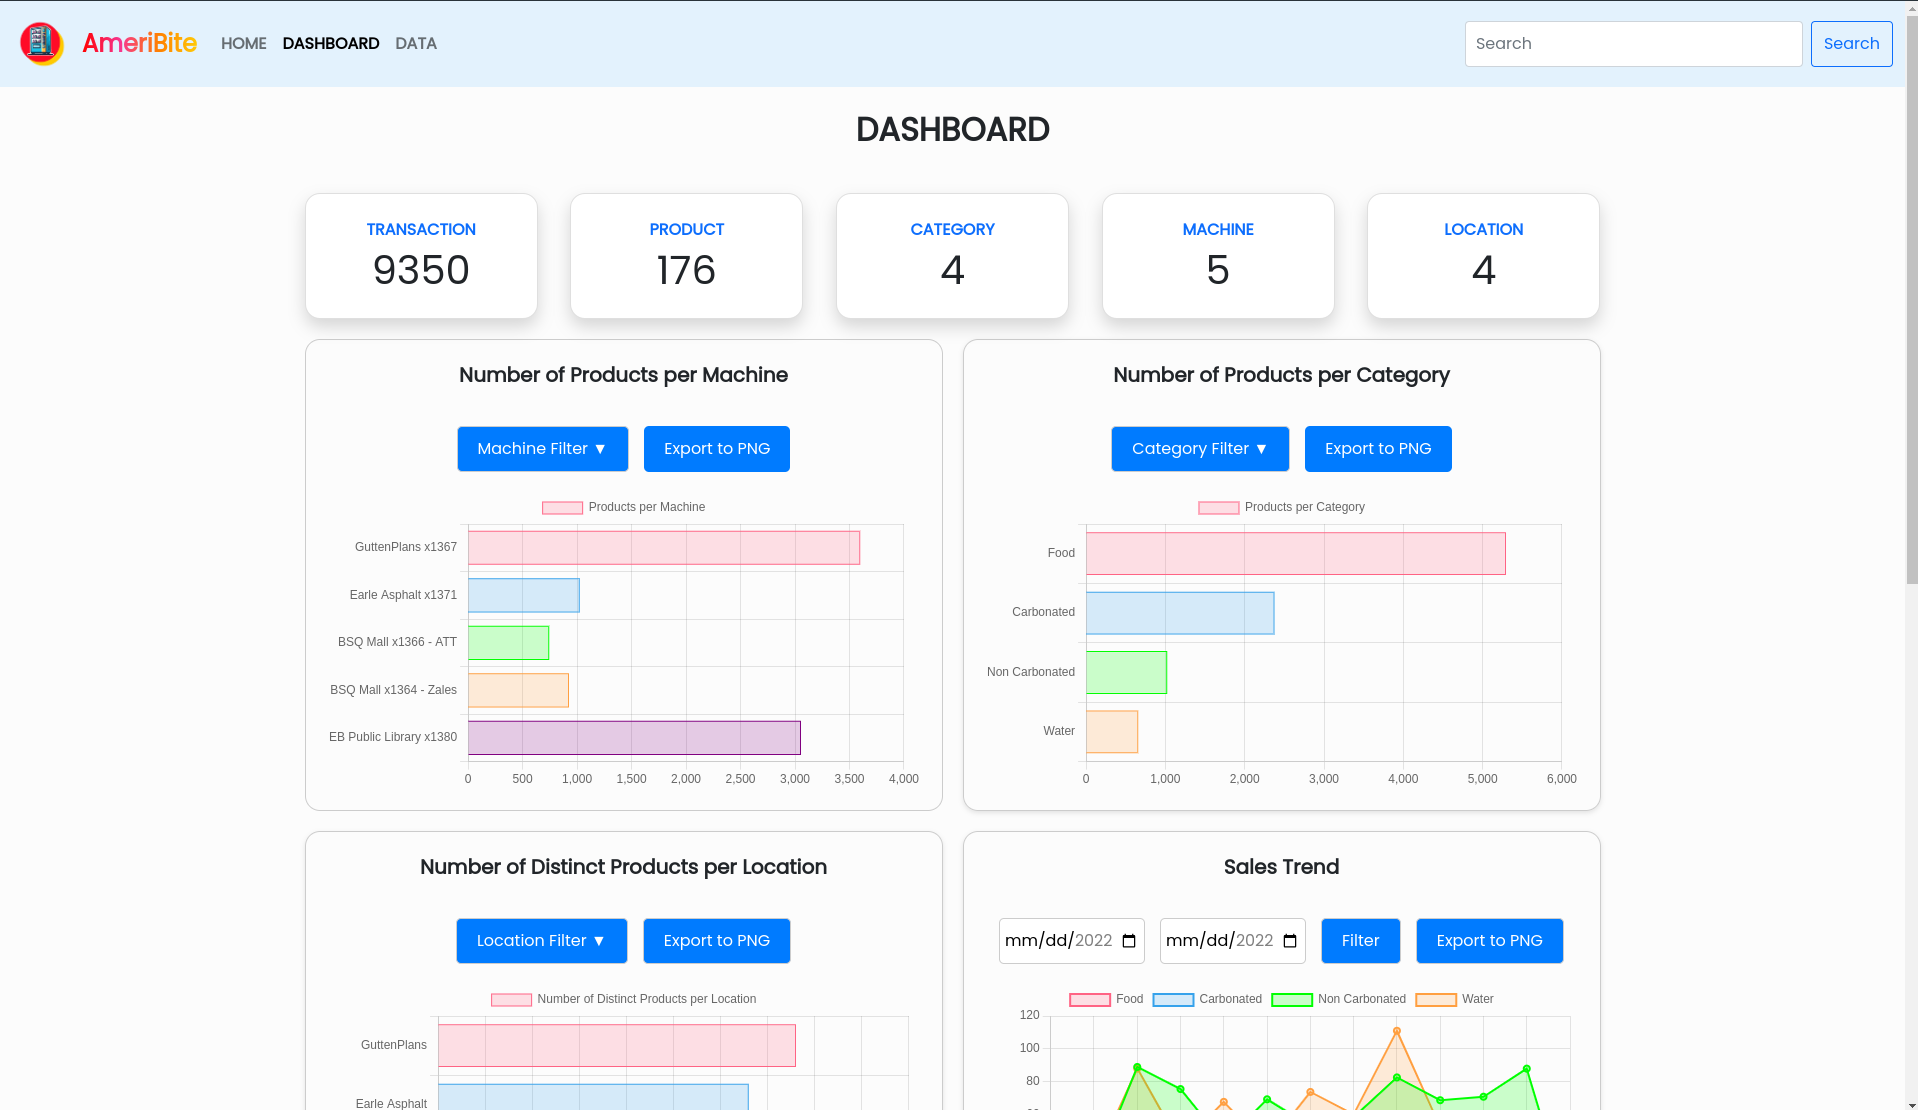 AmeriBite HOME DASHBOARD DATA Search Search
DASHBOARD
TRANSACTION PRODUCT CATEGORY MACHINE LOCATION
9350 176 4 5 4
Number of Products per Machine
Machine Filter ▼ Export to PNG
Products per Machine
GuttenPlans x1367
Earle Asphalt x1371
BSQ Mall x1366 - ATT
BSQ Mall x1364 - Zales
EB Public Library x1380
0 500 1,000 1,500 2,000 2,500 3,000 3,500 4,000
Number of Products per Category
Category Filter ▼ Export to PNG
Products per Category
Food
Carbonated
Non Carbonated
Water
0 1,000 2,000 3,000 4,000 5,000 6,000
Number of Distinct Products per Location
Location Filter ▼ Export to PNG
Number of Distinct Products per Location
GuttenPlans
Earle Asphalt
Sales Trend
mm/dd/2022 mm/dd/2022 Filter Export to PNG
Food Carbonated Non Carbonated Water
120
100
80